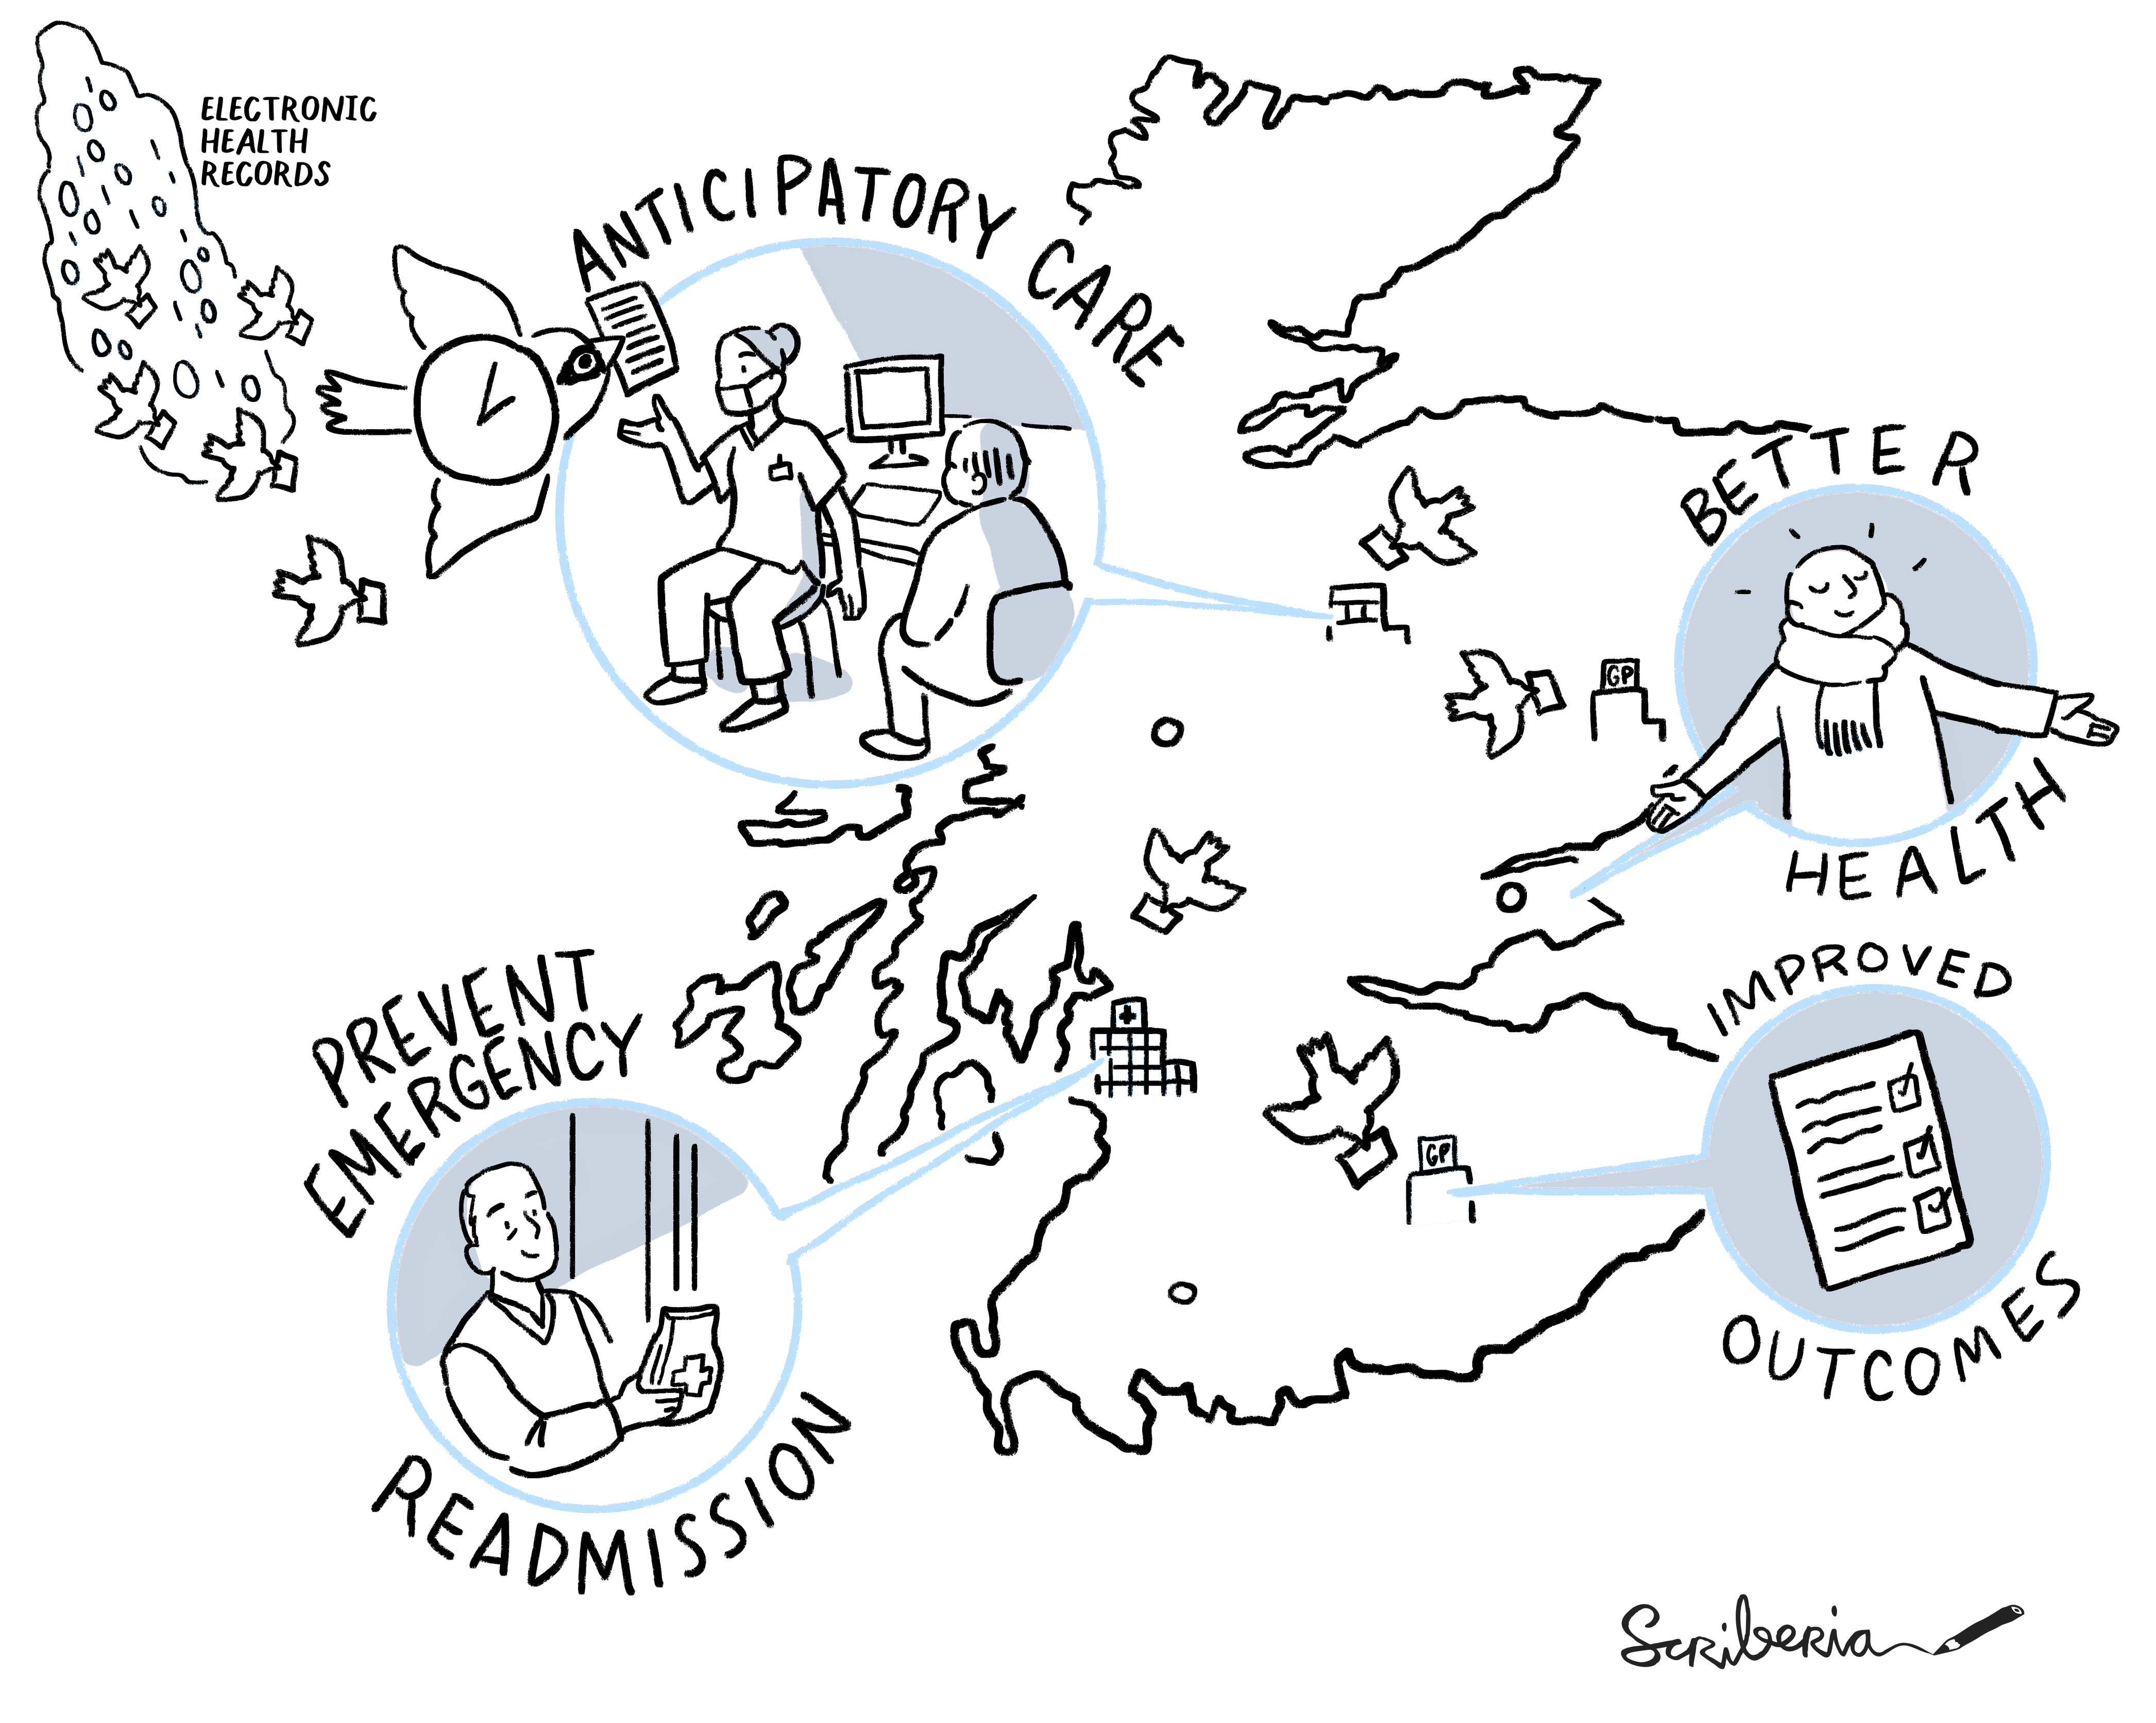 ELECTRONIC
HEALTH
RECORDS
ANTICIPATORY CARE
BETTER
HEALTH
GP
PREVENT
EMERGENCY
READMISSION
GP
IMPROVED
OUTCOMES
Scriberia